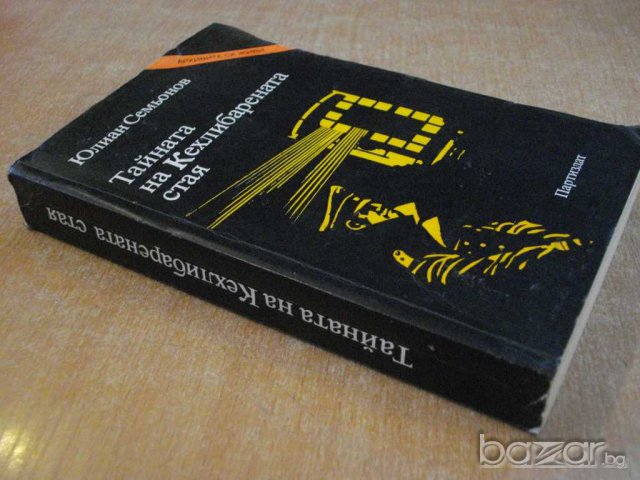 Юлиан Семьонов
Тайната
на Кехлибарената
стая
Партиздат
Тайната на Кехлибарената стая
bazar.bg